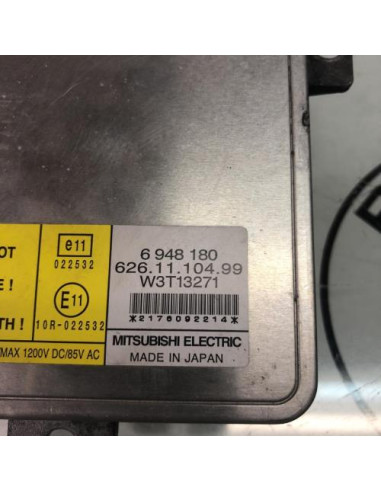 OT
E !
TH !
e11
022532
E11
10R-022532
/MAX 1200V DC/85V AC
6 948 180
626.11.104.99
W3T13271
*2176092214*
MITSUBISHI ELECTRIC
MADE IN JAPAN